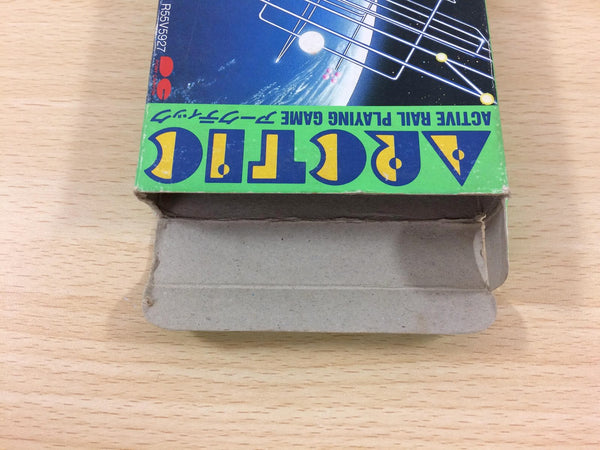 ARCTIC
ACTIVE RAIL PLAYING GAME アークティック
R55V5927